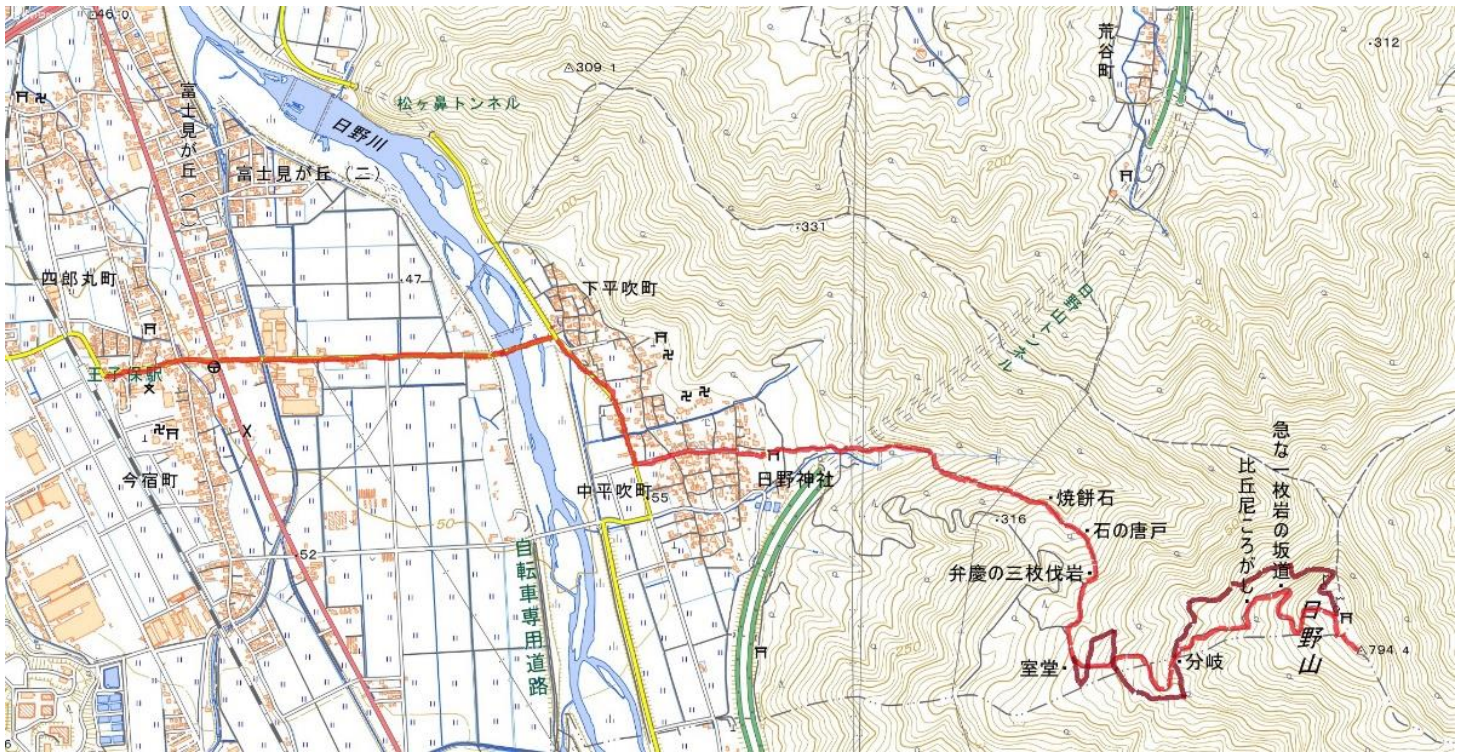 46.0
富士見が丘(一)
富士見が丘(二)
日野川
松ヶ鼻トンネル
309.1
荒谷町
312
200
100
331
四郎丸町
47
下平吹町
日野山トンネル
300
王子保駅
今宿町
50
52
中平吹町
55
日野神社
自転車専用道路
焼餅石
316
石の唐戸
弁慶の三枚伐岩
250
室堂
分岐
比丘尼ころがし
急な一枚岩の坂道
日野山
794.4